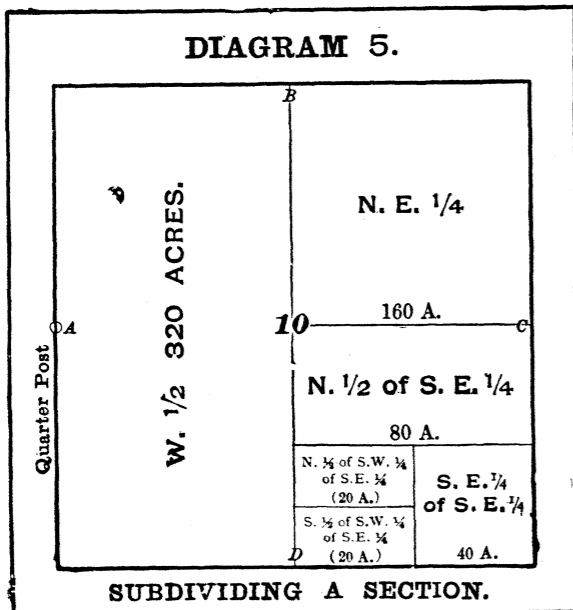 DIAGRAM 5.
B
N. E. 1/4
W. 1/2 320 ACRES.
160 A.
A
10
C
Quarter Post
N. 1/2 of S. E. 1/4
80 A.
N. ½ of S.W. ¼
of S.E. ¼
(20 A.)
S. E. 1/4
of S. E. 1/4
S. ½ of S.W. ¼
of S.E. ¼
(20 A.)
40 A.
D
SUBDIVIDING A SECTION.